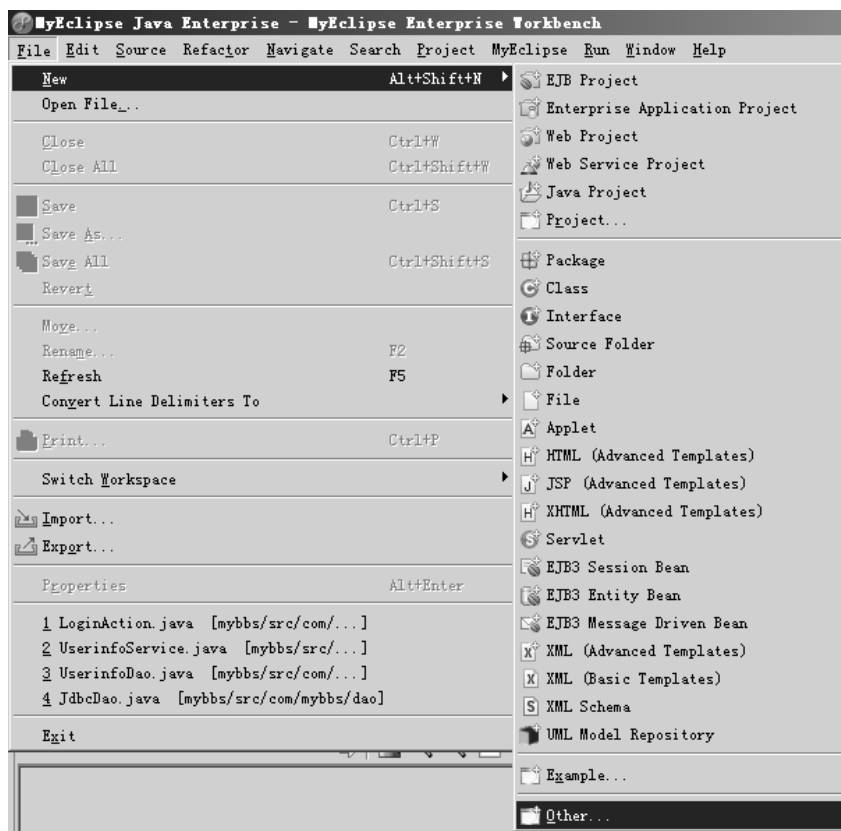 MyEclipse Java Enterprise - MyEclipse Enterprise Workbench
File Edit Source Refactor Navigate Search Project MyEclipse Run Window Help
New Alt+Shift+N
Open File...
Close Ctrl+W
Close All Ctrl+Shift+W
Save Ctrl+S
Save As...
Save All Ctrl+Shift+S
Revert
Move...
Rename... F2
Refresh F5
Convert Line Delimiters To
Print... Ctrl+P
Switch Workspace
Import...
Export...
Properties Alt+Enter
1 LoginAction.java [mybbs/src/com/...]
2 UserinfoService.java [mybbs/src/com/...]
3 UserinfoDao.java [mybbs/src/com/...]
4 JdbcDao.java [mybbs/src/com/mybbs/dao]
Exit
EJB Project
Enterprise Application Project
Web Project
Web Service Project
Java Project
Project...
Package
Class
Interface
Source Folder
Folder
File
Applet
HTML (Advanced Templates)
JSP (Advanced Templates)
XHTML (Advanced Templates)
Servlet
EJB3 Session Bean
EJB3 Entity Bean
EJB3 Message Driven Bean
XML (Advanced Templates)
XML (Basic Templates)
XML Schema
UML Model Repository
Example...
Other...